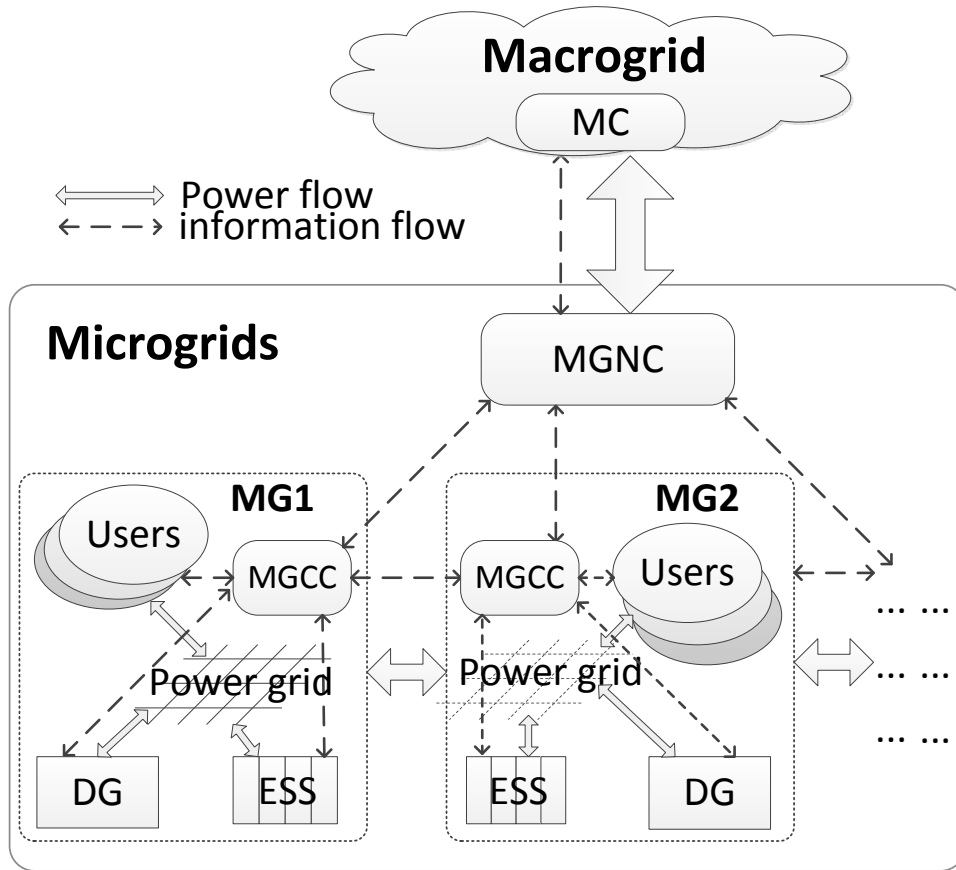 Macrogrid
MC
Power flow
information flow
Microgrids
MGNC
MG1
MG2
Users
MGCC
MGCC
Users
... ...
Power grid
Power grid
... ...
... ...
DG
ESS
ESS
DG